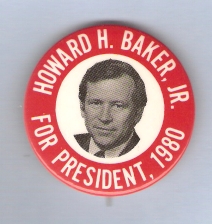 HOWARD H. BAKER, JR.
FOR PRESIDENT, 1980